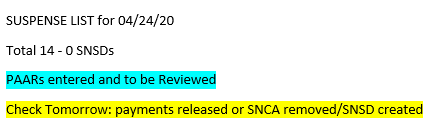 SUSPENSE LIST for 04/24/20
Total 14 - 0 SNSDs
PAARs entered and to be Reviewed
Check Tomorrow: payments released or SNCA removed/SNSD created